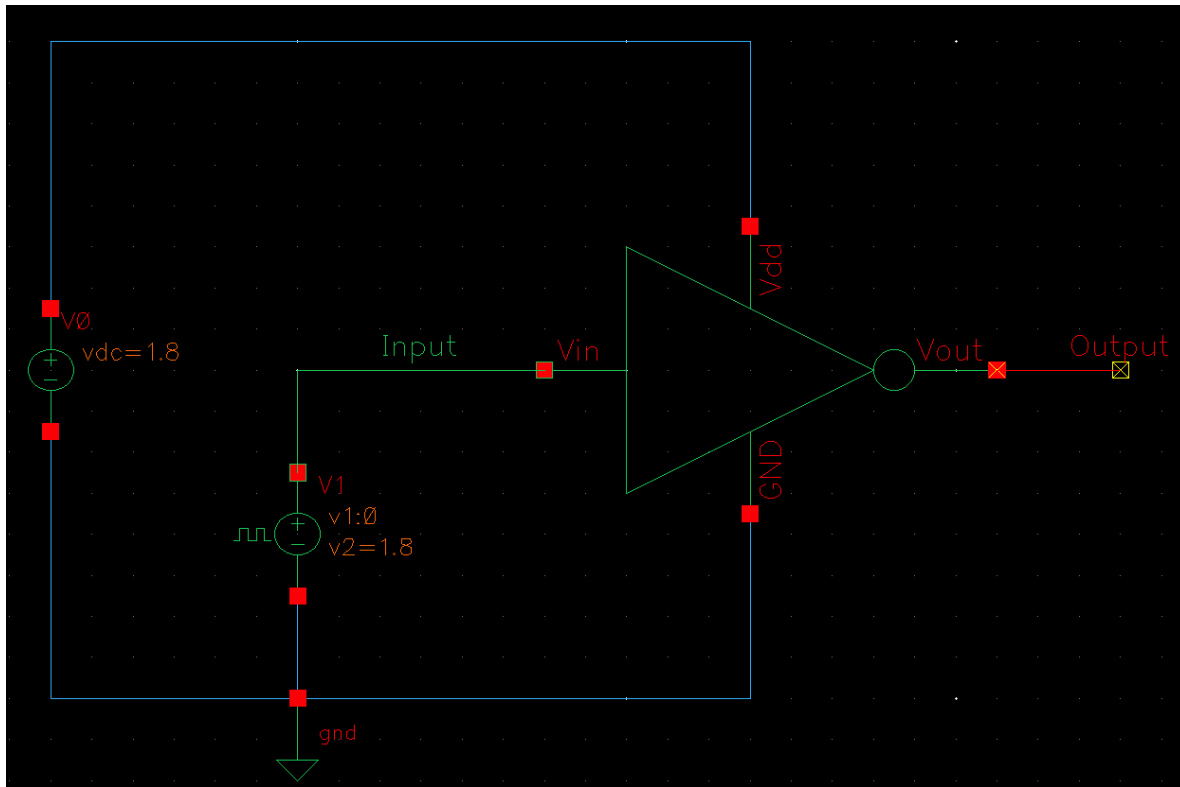 Vdd
V0
vdc=1.8
Input
Vin
Vout
Output
GND
V1
v1:0
v2=1.8
gnd